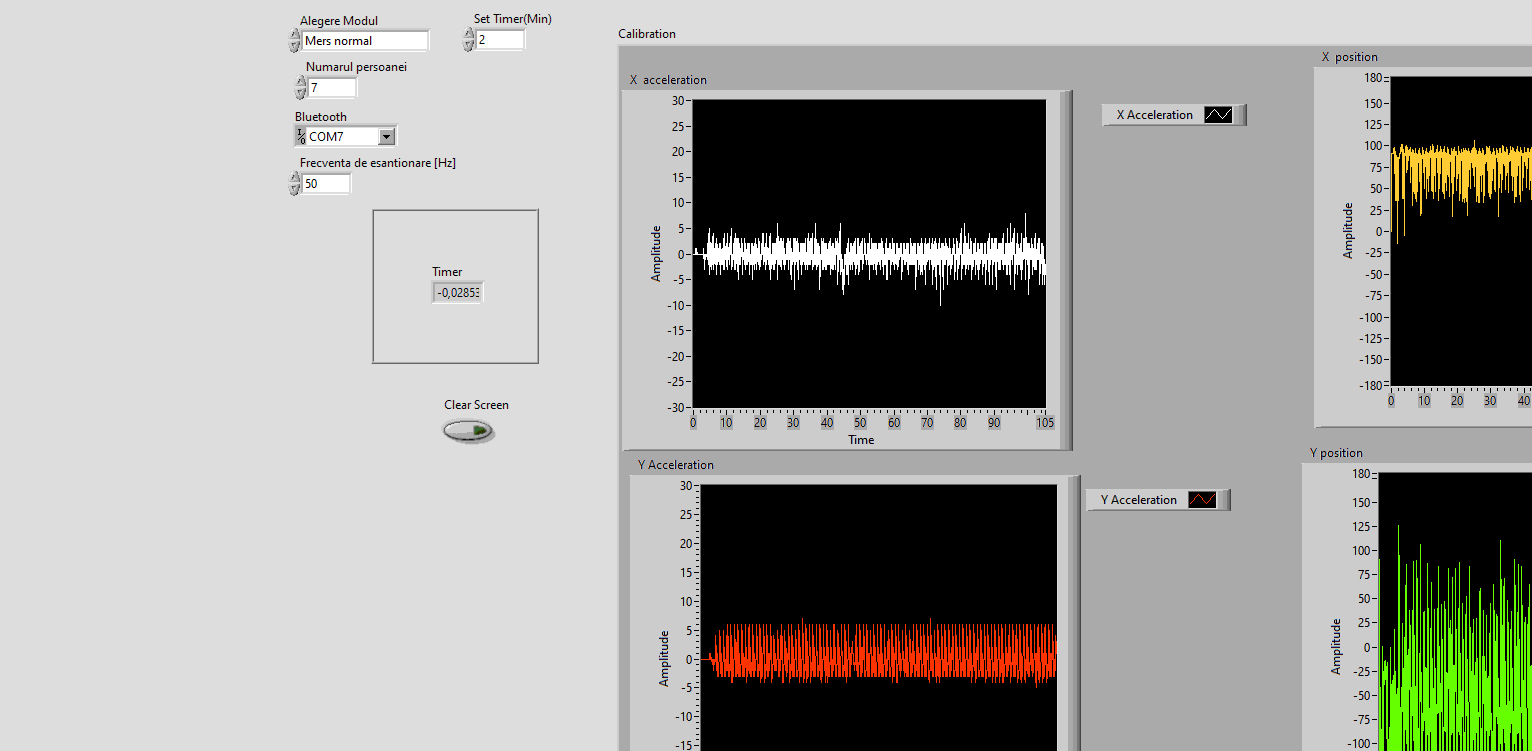 Alegere Modul
Mers normal
Set Timer(Min)
2
Numarul persoanei
7
Bluetooth
I/O COM7
Frecventa de esantionare [Hz]
50
Timer
-0,02853
Clear Screen
Calibration
X acceleration
30
25
20
15
10
5
0
-5
-10
-15
-20
-25
-30
Amplitude
0 10 20 30 40 50 60 70 80 90 105
Time
X Acceleration
X position
180
150
125
100
75
50
25
0
-25
-50
-75
-100
-125
-150
-180
Amplitude
0 10 20 30 40
Y Acceleration
30
25
20
15
10
5
0
-5
-10
-15
Amplitude
Y Acceleration
Y position
180
150
125
100
75
50
25
0
-25
-50
-75
-100
Amplitude